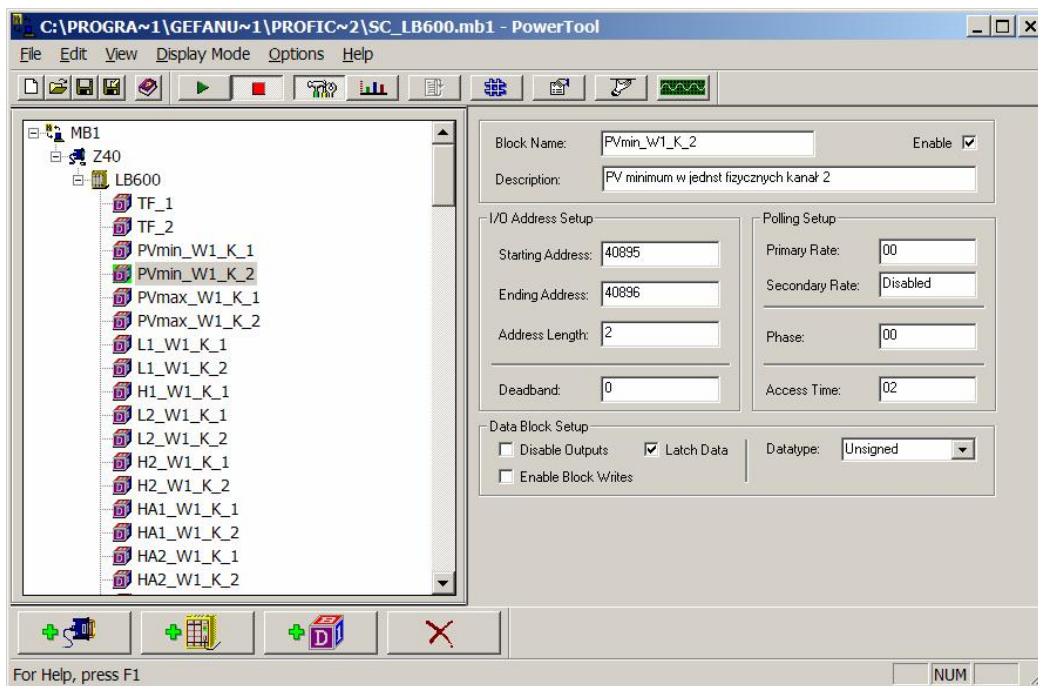 C:\PROGRA~1\GEFANU~1\PROFIC~2\SC_LB600.mb1 - PowerTool
File Edit View Display Mode Options Help
MB1
Z40
LB600
TF_1
TF_2
PVmin_W1_K_1
PVmin_W1_K_2
PVmax_W1_K_1
PVmax_W1_K_2
L1_W1_K_1
L1_W1_K_2
H1_W1_K_1
L2_W1_K_1
L2_W1_K_2
H2_W1_K_1
H2_W1_K_2
HA1_W1_K_1
HA1_W1_K_2
HA2_W1_K_1
HA2_W1_K_2
Block Name: PVmin_W1_K_2 Enable
Description: PV minimum w jednst fizycznych kanał 2
I/O Address Setup
Starting Address: 40895
Ending Address: 40896
Address Length: 2
Deadband: 0
Polling Setup
Primary Rate: 00
Secondary Rate: Disabled
Phase: 00
Access Time: 02
Data Block Setup
Disable Outputs Latch Data Datatype: Unsigned
Enable Block Writes
For Help, press F1 NUM